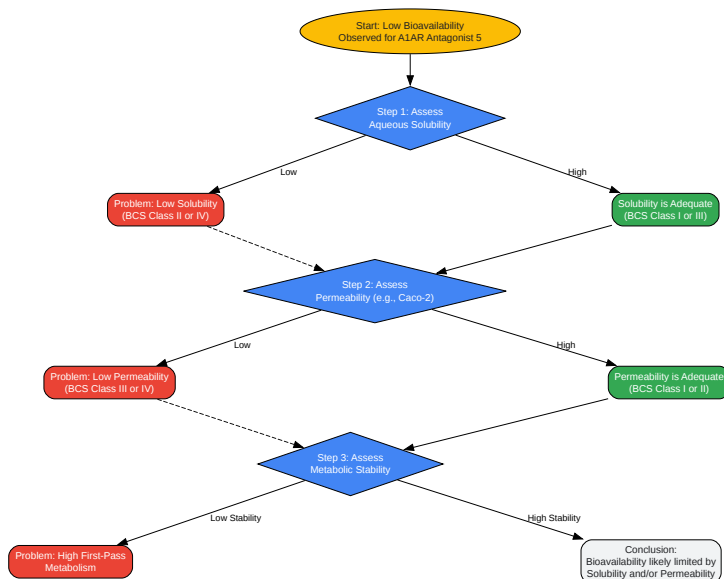 Start: Low Bioavailability
Observed for A1AR Antagonist 5
Step 1: Assess
Aqueous Solubility
Low
High
Problem: Low Solubility
(BCS Class II or IV)
Solubility is Adequate
(BCS Class I or III)
Step 2: Assess
Permeability (e.g., Caco-2)
Low
High
Problem: Low Permeability
(BCS Class III or IV)
Permeability is Adequate
(BCS Class I or II)
Step 3: Assess
Metabolic Stability
Low Stability
High Stability
Problem: High First-Pass
Metabolism
Conclusion:
Bioavailability likely limited by
Solubility and/or Permeability